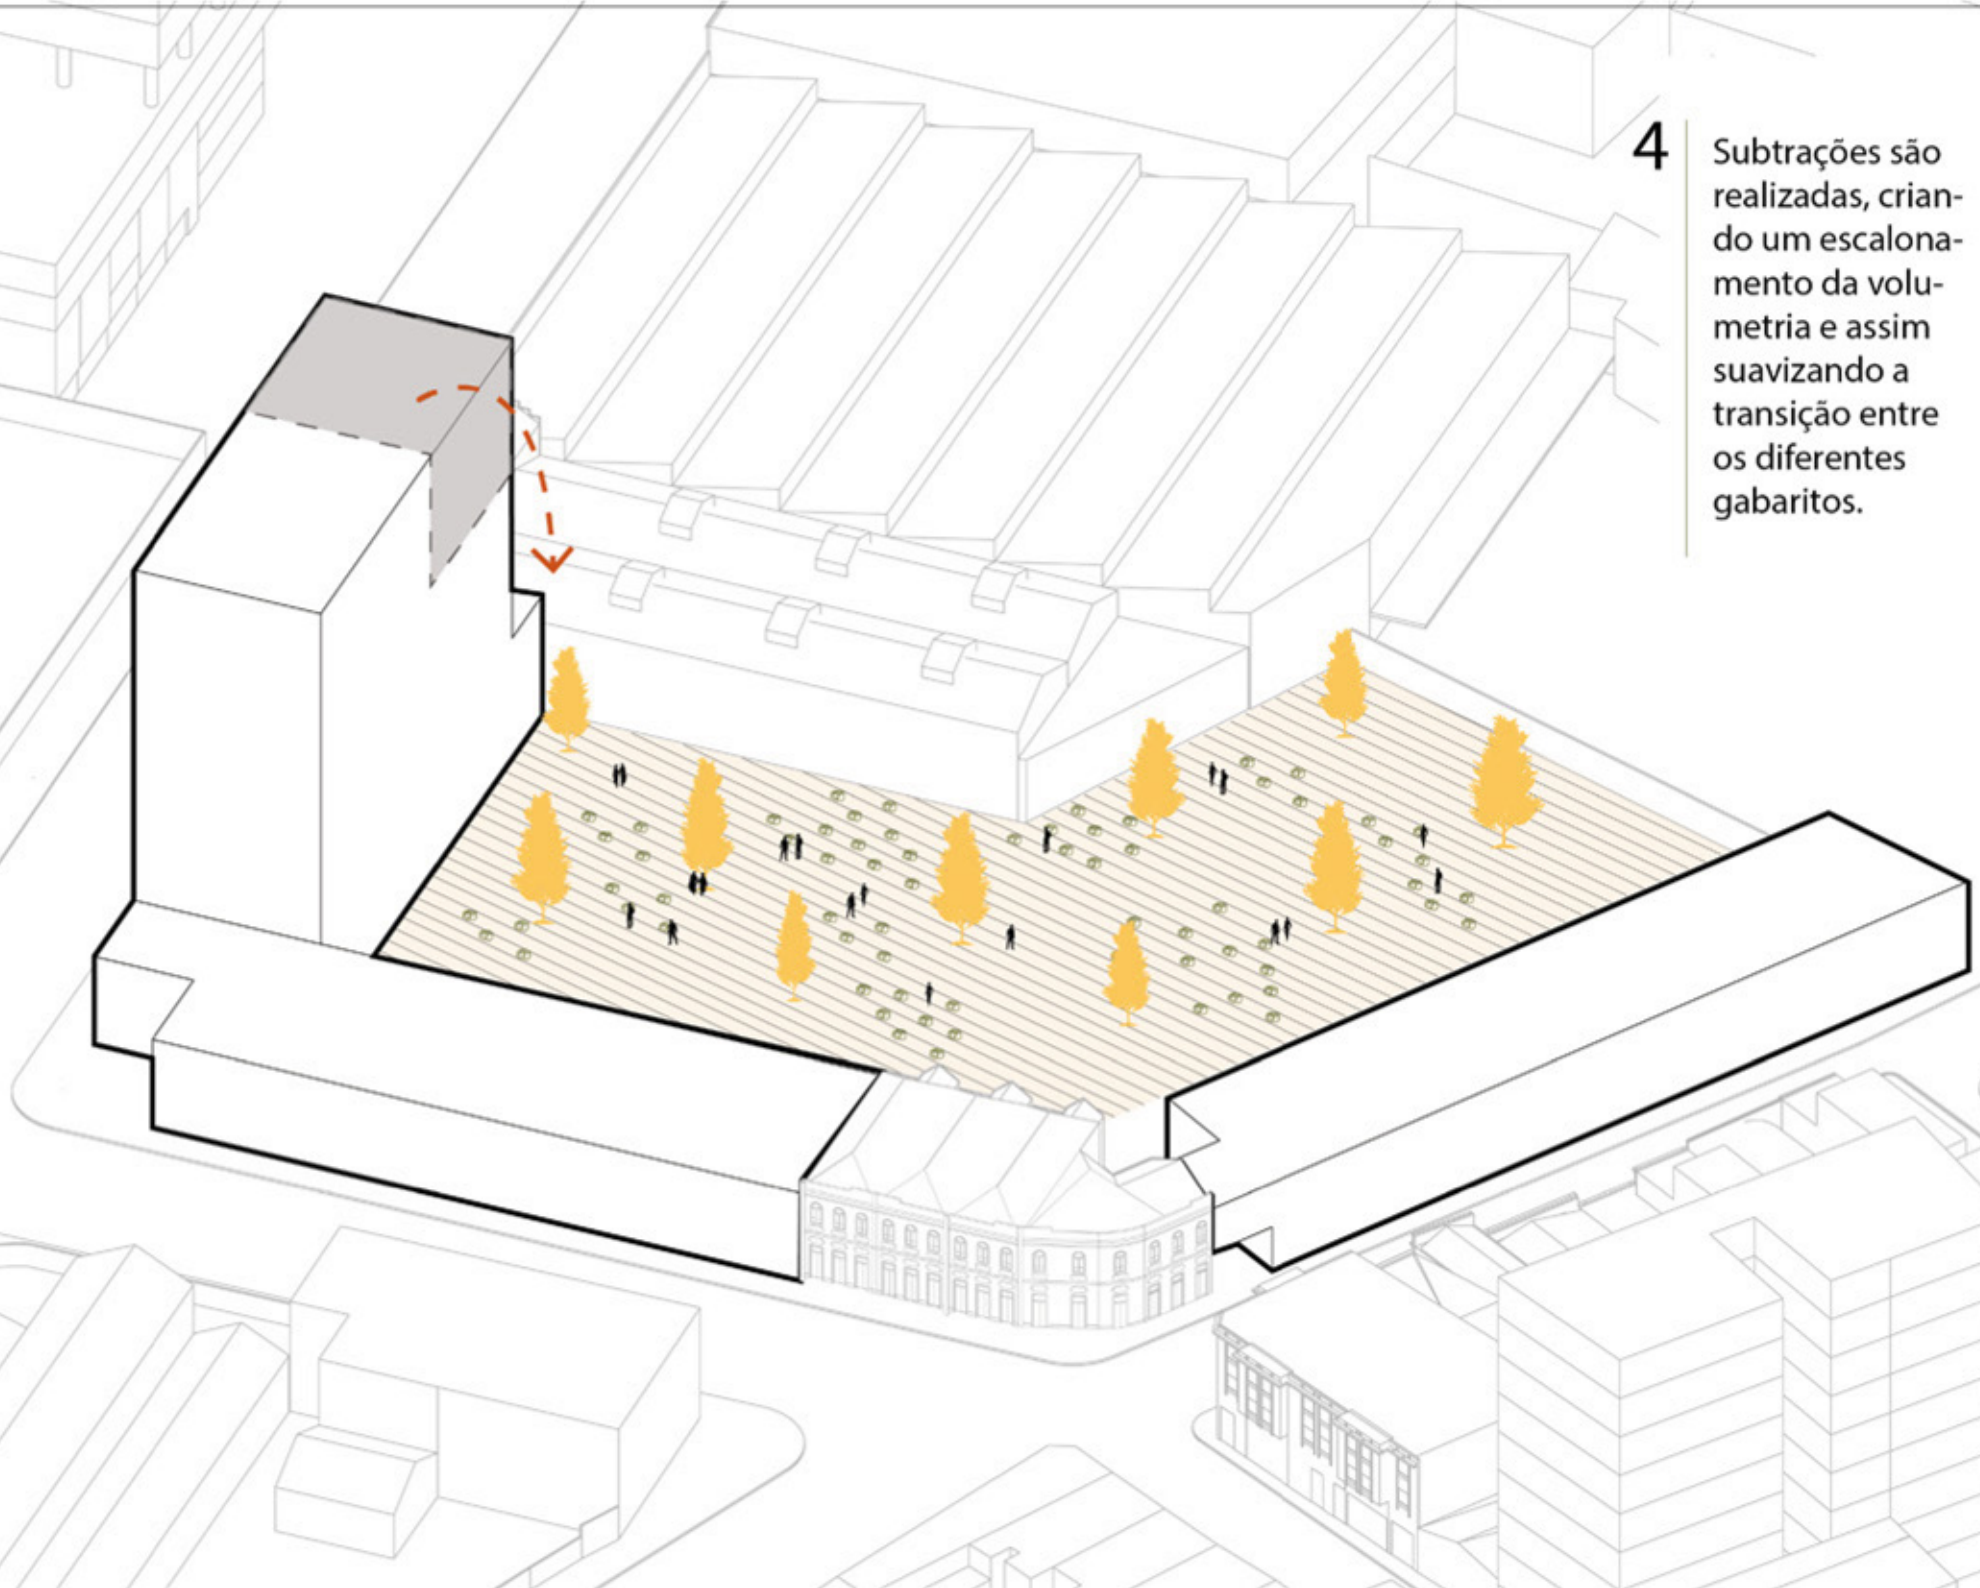 4
Subtrações são
realizadas, crian-
do um escalona-
mento da volu-
metria e assim
suavizando a
transição entre
os diferentes
gabaritos.